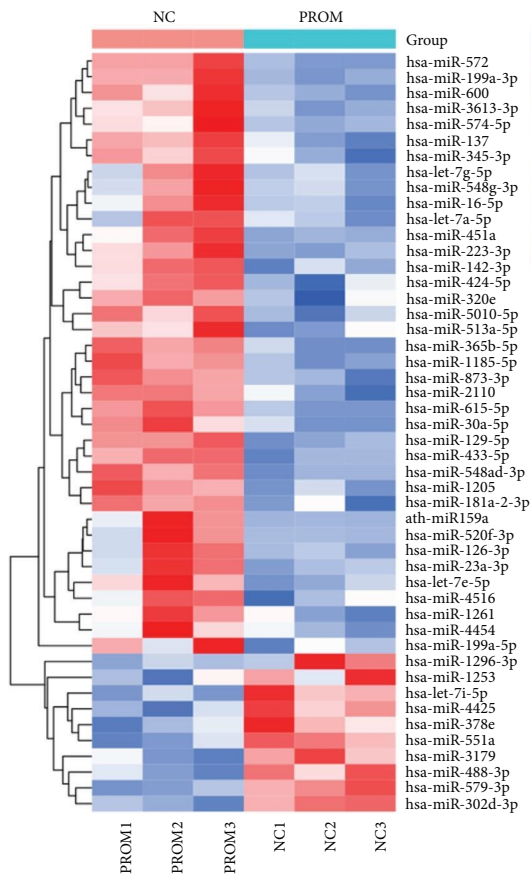 NC PROM
Group
hsa-miR-572
hsa-miR-199a-3p
hsa-miR-600
hsa-miR-3613-3p
hsa-miR-574-5p
hsa-miR-137
hsa-miR-345-3p
hsa-let-7g-5p
hsa-miR-548g-3p
hsa-miR-16-5p
hsa-let-7a-5p
hsa-miR-451a
hsa-miR-223-3p
hsa-miR-142-3p
hsa-miR-424-5p
hsa-miR-320e
hsa-miR-5010-5p
hsa-miR-513a-5p
hsa-miR-365b-5p
hsa-miR-1185-5p
hsa-miR-873-3p
hsa-miR-2110
hsa-miR-615-5p
hsa-miR-30a-5p
hsa-miR-129-5p
hsa-miR-433-5p
hsa-miR-548ad-3p
hsa-miR-1205
hsa-miR-181a-2-3p
ath-miR159a
hsa-miR-520f-3p
hsa-miR-126-3p
hsa-miR-23a-3p
hsa-let-7e-5p
hsa-miR-4516
hsa-miR-1261
hsa-miR-4454
hsa-miR-199a-5p
hsa-miR-1296-3p
hsa-miR-1253
hsa-let-7i-5p
hsa-miR-4425
hsa-miR-378e
hsa-miR-551a
hsa-miR-3179
hsa-miR-488-3p
hsa-miR-579-3p
hsa-miR-302d-3p
PROM1 PROM2 PROM3 NC1 NC2 NC3